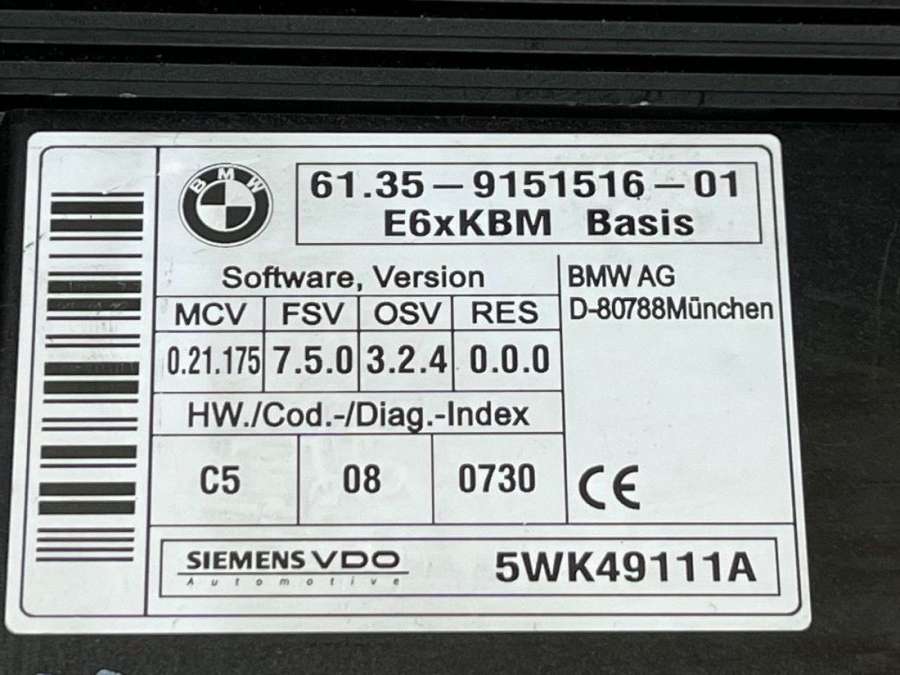 BMW
61.35-9151516-01
E6xKBM Basis
Software, Version
MCV FSV OSV RES
0.21.175 7.5.0 3.2.4 0.0.0
HW./Cod.-/Diag.-Index
C5 08 0730
BMW AG
D-80788München
CE
SIEMENS VDO
Automotive
5WK49111A